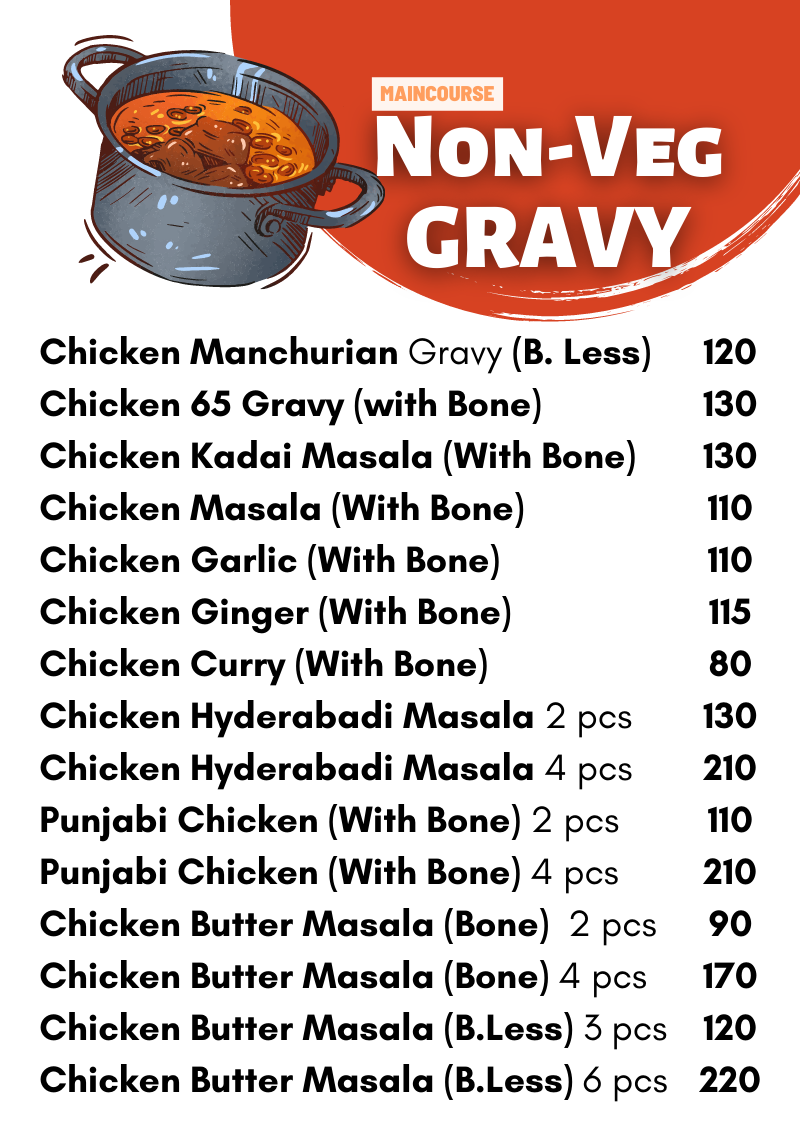 MAINCOURSE
NON-VEG
GRAVY
Chicken Manchurian Gravy (B. Less) 120
Chicken 65 Gravy (with Bone) 130
Chicken Kadai Masala (With Bone) 130
Chicken Masala (With Bone) 110
Chicken Garlic (With Bone) 110
Chicken Ginger (With Bone) 115
Chicken Curry (With Bone) 80
Chicken Hyderabadi Masala 2 pcs 130
Chicken Hyderabadi Masala 4 pcs 210
Punjabi Chicken (With Bone) 2 pcs 110
Punjabi Chicken (With Bone) 4 pcs 210
Chicken Butter Masala (Bone) 2 pcs 90
Chicken Butter Masala (Bone) 4 pcs 170
Chicken Butter Masala (B.Less) 3 pcs 120
Chicken Butter Masala (B.Less) 6 pcs 220